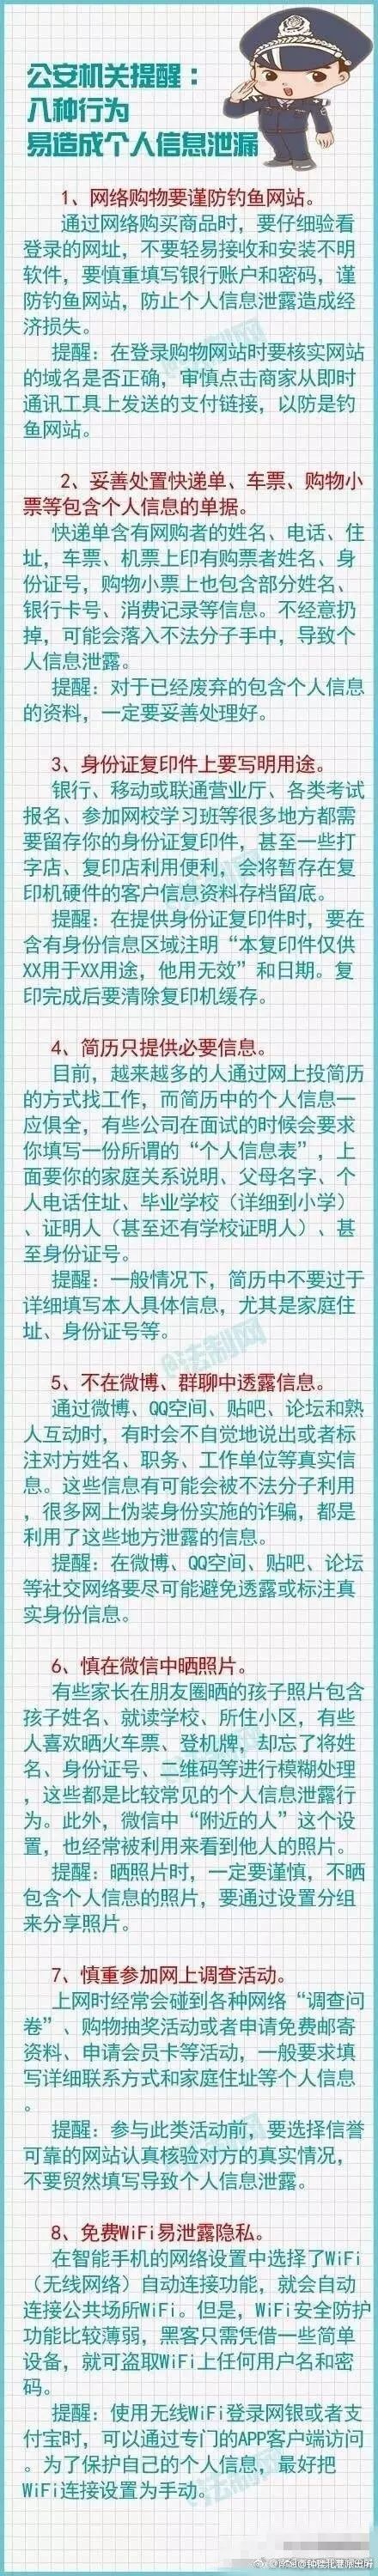 公安机关提醒：
八种行为
易造成个人信息泄漏
1、网络购物要谨防钓鱼网站。
通过网络购买商品时，要仔细验看
登录的网址，不要轻易接收和安装不明
软件，要慎重填写银行账户和密码，谨
防钓鱼网站，防止个人信息泄露造成经
济损失。
提醒：在登录购物网站时要核实网站
的域名是否正确，审慎点击商家从即时
通讯工具上发送的支付链接，以防是钓
鱼网站。
2、妥善处置快递单、车票、购物小
票等包含个人信息的单据。
快递单含有网购者的姓名、电话、住
址，车票、机票上印有购票者姓名、身
份证号，购物小票上也包含部分姓名、
银行卡号、消费记录等信息。不经意扔
掉，可能会落入不法分子手中，导致个
人信息泄露。
提醒：对于已经废弃的包含个人信息
的资料，一定要妥善处理好。
3、身份证复印件上要写明用途。
银行、移动或联通营业厅、各类考试
报名、参加网校学习班等很多地方都需
要留存你的身份证复印件，甚至一些打
字店、复印店利用便利，会将暂存在复
印机硬件的客户信息资料存档留底。
提醒：在提供身份证复印件时，要在
含有身份信息区域注明“本复印件仅供
XX用于XX用途，他用无效”和日期。复
印完成后要清除复印机缓存。
4、简历只提供必要信息。
目前，越来越多的人通过网上投简历
的方式找工作，而简历中的个人信息一
应俱全，有些公司在面试的时候会要求
你填写一份所谓的“个人信息表”，上
面要你的家庭关系说明、父母名字、个
人电话住址、毕业学校（详细到小学）
、证明人（甚至还有学校证明人）、甚
至身份证号。
提醒：一般情况下，简历中不要过于
详细填写本人具体信息，尤其是家庭住
址、身份证号等。
@法制网
5、不在微博、群聊中透露信息。
通过微博、QQ空间、贴吧、论坛和熟
人互动时，有时会不自觉地说出或者标
注对方姓名、职务、工作单位等真实信
息。这些信息有可能会被不法分子利用
，很多网上伪装身份实施的诈骗，都是
利用了这些地方泄露的信息。
提醒：在微博、QQ空间、贴吧、论坛
等社交网络要尽可能避免透露或标注真
实身份信息。
6、慎在微信中晒照片。
有些家长在朋友圈晒的孩子照片包含
孩子姓名、就读学校、所住小区，有些
人喜欢晒火车票、登机牌，却忘了将姓
名、身份证号、二维码等进行模糊处理
，这些都是比较常见的个人信息泄露行
为。此外，微信中“附近的人”这个设
置，也经常被利用来看到他人的照片。
提醒：晒照片时，一定要谨慎，不晒
包含个人信息的照片，要通过设置分组
来分享照片。
7、慎重参加网上调查活动。
上网时经常会碰到各种网络“调查问
卷”、购物抽奖活动或者申请免费邮寄
资料、申请会员卡等活动，一般要求填
写详细联系方式和家庭住址等个人信息
。
提醒：参与此类活动前，要选择信誉
可靠的网站认真核验对方的真实情况，
不要贸然填写导致个人信息泄露。
8、免费WiFi易泄露隐私。
在智能手机的网络设置中选择了WiFi
（无线网络）自动连接功能，就会自动
连接公共场所WiFi。但是，WiFi安全防护
功能比较薄弱，黑客只需凭借一些简单
设备，就可盗取WiFi上任何用户名和密
码。
提醒：使用无线WiFi登录网银或者支
付宝时，可以通过专门的APP客户端访问
。为了保护自己的个人信息，最好把
WiFi连接设置为手动。